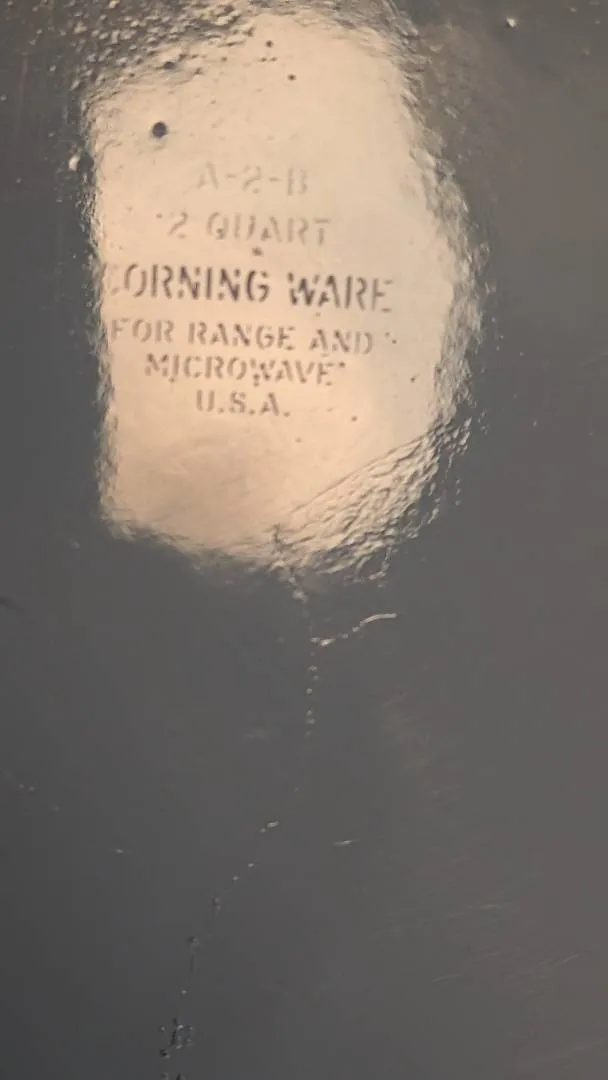 A-2-B
2 QUART
CORNING WARE
FOR RANGE AND
MICROWAVE
U.S.A.